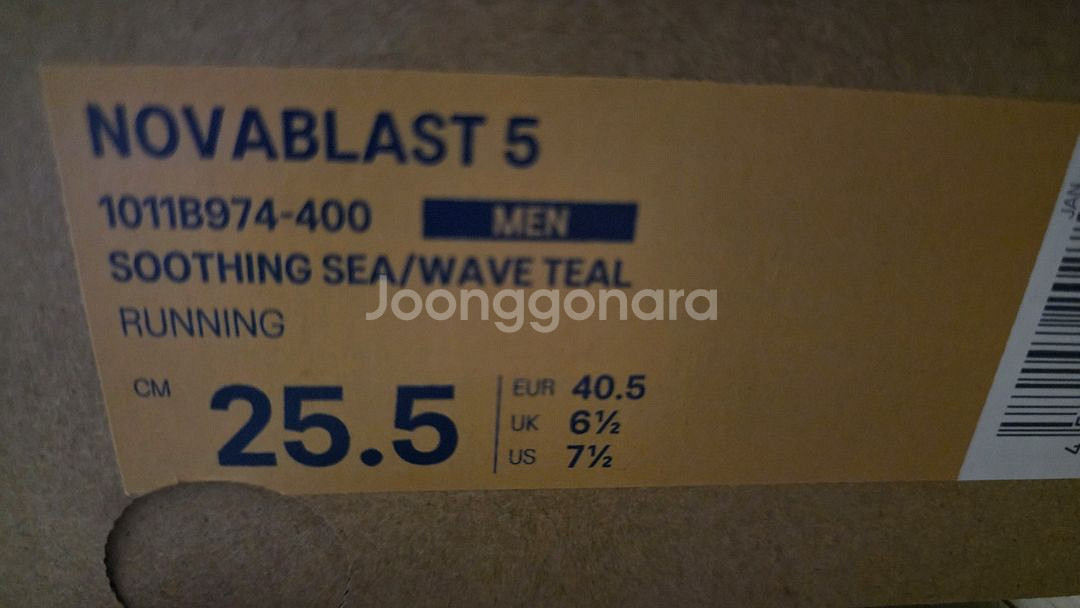 NOVABLAST 5
1011B974-400 MEN
SOOTHING SEA/WAVE TEAL
Joonggonara
RUNNING
CM 25.5
EUR 40.5
UK 6½
US 7½
JAN